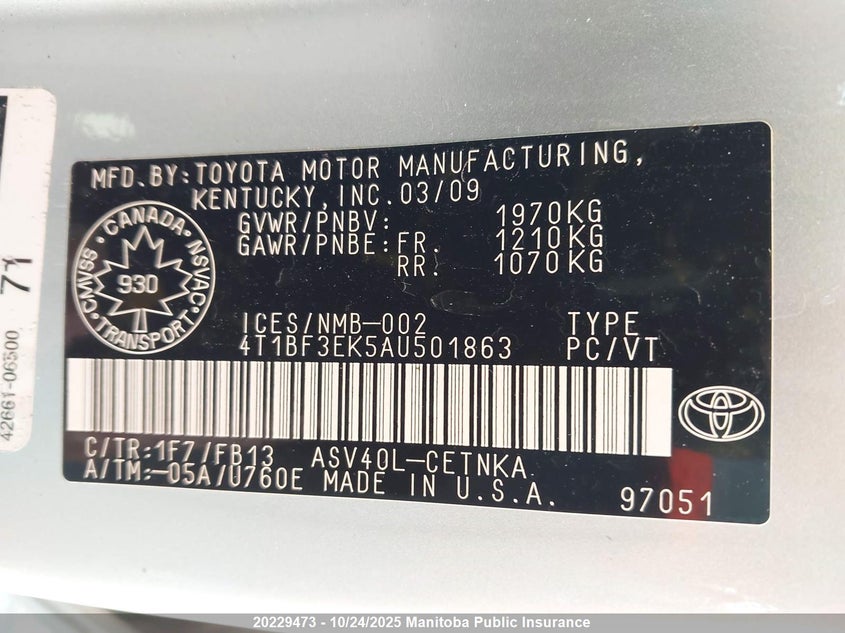 MFD.BY:TOYOTA MOTOR MANUFACTURING,
KENTUCKY,INC.03/09
GVWR/PNBV: 1970KG
GAWR/PNBE:FR. 1210KG
RR. 1070KG
CANADA
CMVSS
NSVAC
930
TRANSPORT
ICES/NMB-002 TYPE
4T1BF3EK5AU501863 PC/VT
C/TR:1F7/FB13 ASV40L-CETNKA
A/TM:-05A/U760E MADE IN U.S.A.
97051
42661-06500
71
20229473 - 10/24/2025 Manitoba Public Insurance